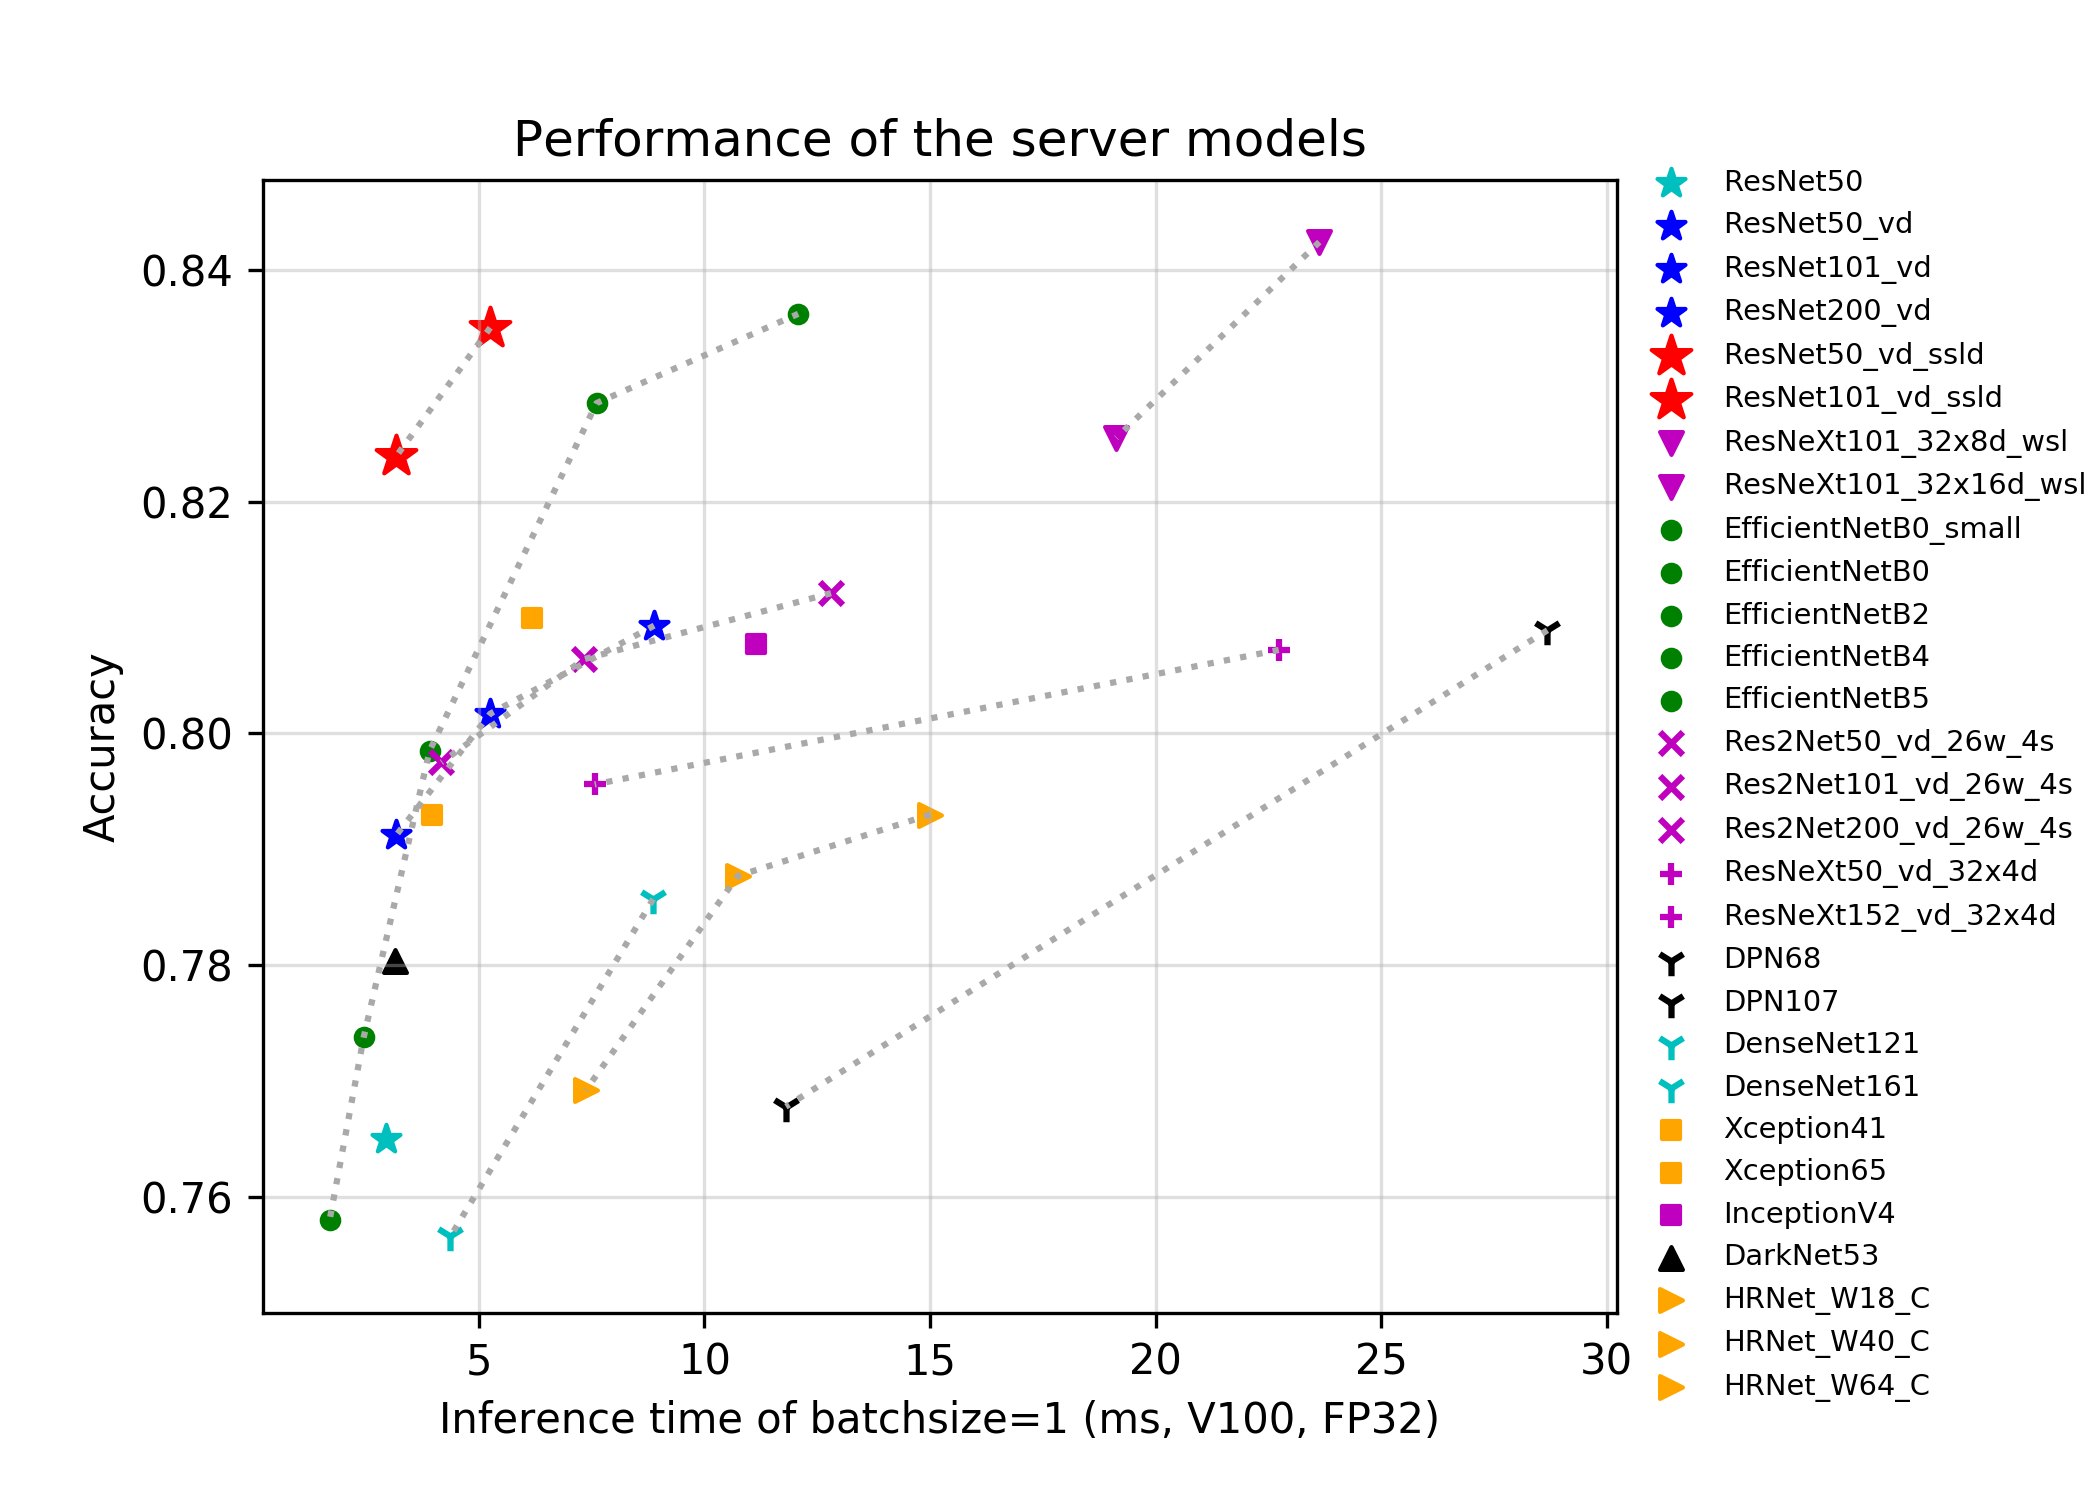 Performance of the server models
0.84
0.82
0.80
0.78
0.76
Accuracy
5 10 15 20 25 30
Inference time of batchsize=1 (ms, V100, FP32)
ResNet50
ResNet50_vd
ResNet101_vd
ResNet200_vd
ResNet50_vd_ssld
ResNet101_vd_ssld
ResNeXt101_32x8d_wsl
ResNeXt101_32x16d_wsl
EfficientNetB0_small
EfficientNetB0
EfficientNetB2
EfficientNetB4
EfficientNetB5
Res2Net50_vd_26w_4s
Res2Net101_vd_26w_4s
Res2Net200_vd_26w_4s
ResNeXt50_vd_32x4d
ResNeXt152_vd_32x4d
DPN68
DPN107
DenseNet121
DenseNet161
Xception41
Xception65
InceptionV4
DarkNet53
HRNet_W18_C
HRNet_W40_C
HRNet_W64_C